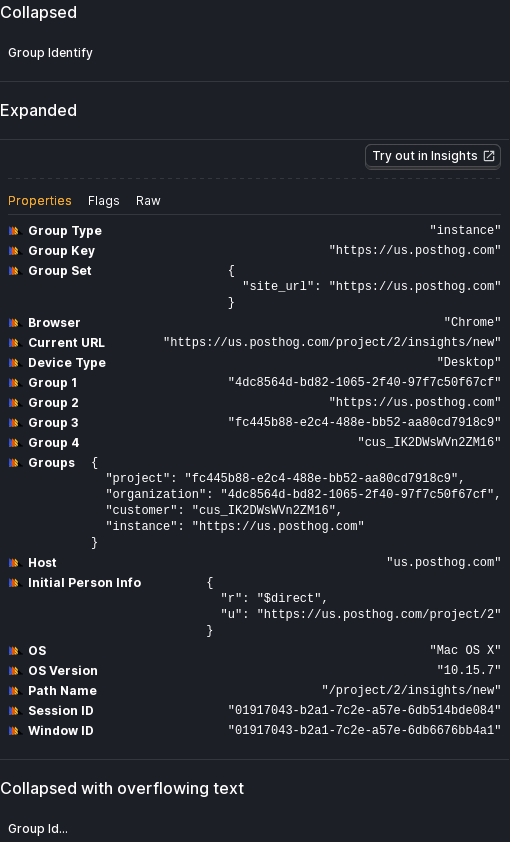 Collapsed
Group Identify
Expanded
Try out in Insights
Properties Flags Raw
Group Type "instance"
Group Key "https://us.posthog.com"
Group Set {
"site_url": "https://us.posthog.com"
}
Browser "Chrome"
Current URL "https://us.posthog.com/project/2/insights/new"
Device Type "Desktop"
Group 1 "4dc8564d-bd82-1065-2f40-97f7c50f67cf"
Group 2 "https://us.posthog.com"
Group 3 "fc445b88-e2c4-488e-bb52-aa80cd7918c9"
Group 4 "cus_IK2DWsWVn2ZM16"
Groups {
"project": "fc445b88-e2c4-488e-bb52-aa80cd7918c9",
"organization": "4dc8564d-bd82-1065-2f40-97f7c50f67cf",
"customer": "cus_IK2DWsWVn2ZM16",
"instance": "https://us.posthog.com"
}
Host "us.posthog.com"
Initial Person Info {
"r": "$direct",
"u": "https://us.posthog.com/project/2"
}
OS "Mac OS X"
OS Version "10.15.7"
Path Name "/project/2/insights/new"
Session ID "01917043-b2a1-7c2e-a57e-6db514bde084"
Window ID "01917043-b2a1-7c2e-a57e-6db6676bb4a1"
Collapsed with overflowing text
Group Id...